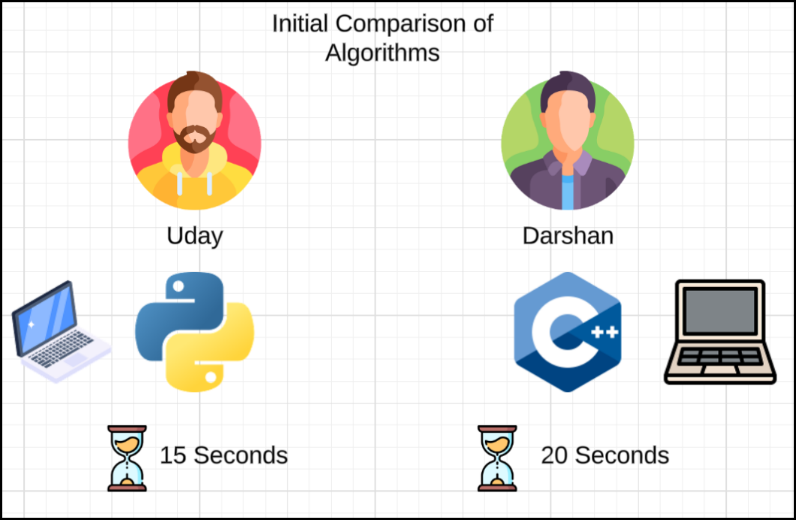 Initial Comparison of
Algorithms
Uday
Darshan
C++
15 Seconds
20 Seconds